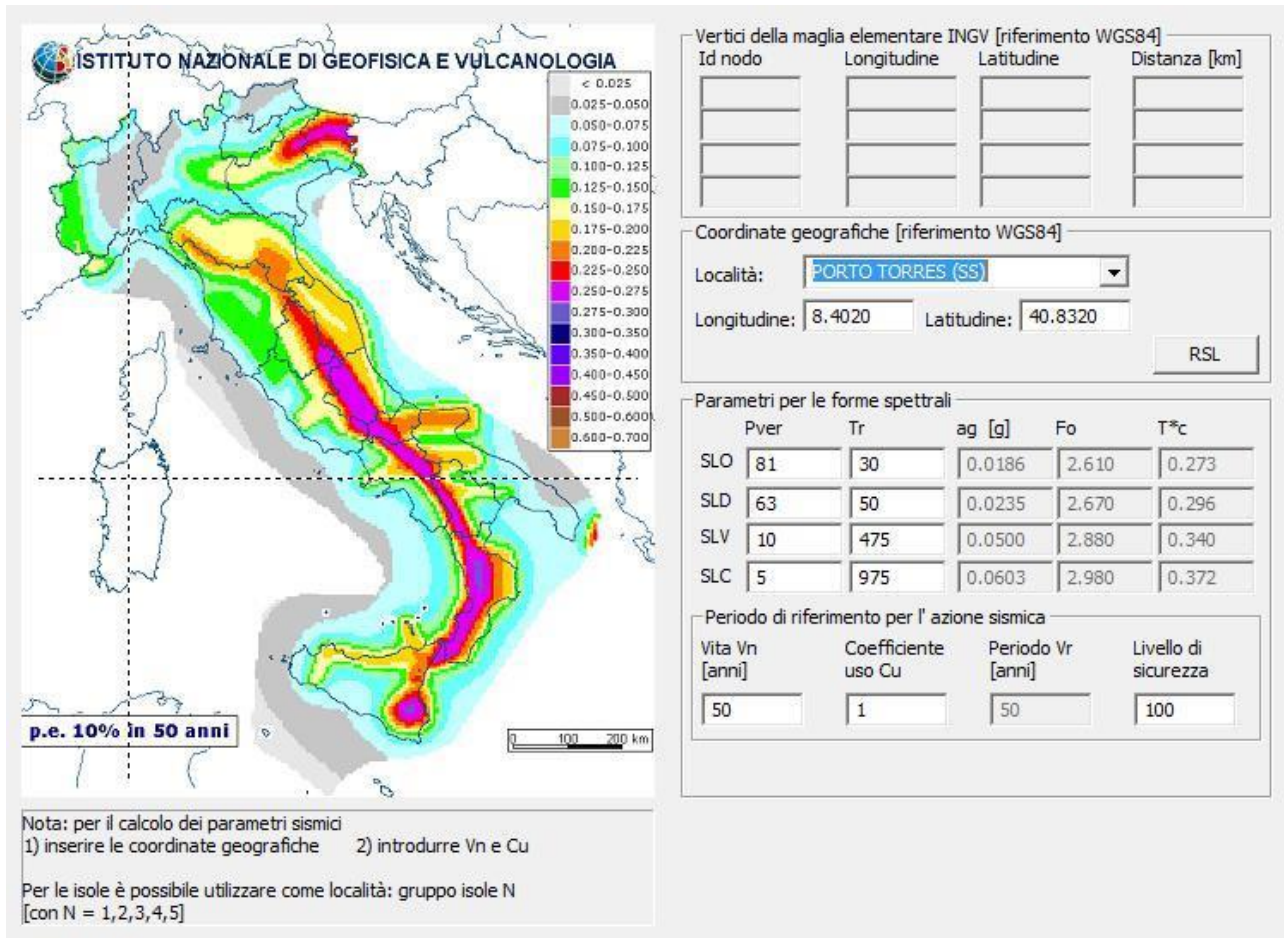 ISTITUTO NAZIONALE DI GEOFISICA E VULCANOLOGIA
< 0.025
0.025-0.050
0.050-0.075
0.075-0.100
0.100-0.125
0.125-0.150
0.150-0.175
0.175-0.200
0.200-0.225
0.225-0.250
0.250-0.275
0.275-0.300
0.300-0.350
0.350-0.400
0.400-0.450
0.450-0.500
0.500-0.600
0.600-0.700
p.e. 10% in 50 anni
0 100 200 km
Nota: per il calcolo dei parametri sismici
1) inserire le coordinate geografiche 2) introdurre Vn e Cu
Per le isole è possibile utilizzare come località: gruppo isole N
[con N = 1,2,3,4,5]
Vertici della maglia elementare INGV [riferimento WGS84]
Id nodo Longitudine Latitudine Distanza [km]
Coordinate geografiche [riferimento WGS84]
Località: PORTO TORRES (SS)
Longitudine: 8.4020 Latitudine: 40.8320
RSL
Parametri per le forme spettrali
Pver Tr ag [g] Fo T*c
SLO 81 30 0.0186 2.610 0.273
SLD 63 50 0.0235 2.670 0.296
SLV 10 475 0.0500 2.880 0.340
SLC 5 975 0.0603 2.980 0.372
Periodo di riferimento per l' azione sismica
Vita Vn Coefficiente Periodo Vr Livello di
[anni] uso Cu [anni] sicurezza
50 1 50 100